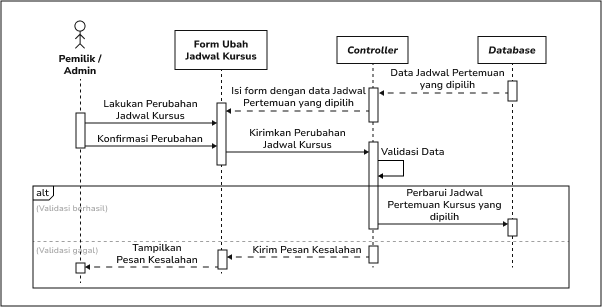 Pemilik /
Admin
Form Ubah
Jadwal Kursus
Controller
Database
Data Jadwal Pertemuan
yang dipilih
Isi form dengan data Jadwal
Pertemuan yang dipilih
Lakukan Perubahan
Jadwal Kursus
Konfirmasi Perubahan
Kirimkan Perubahan
Jadwal Kursus
Validasi Data
alt
(Validasi berhasil)
Perbarui Jadwal
Pertemuan Kursus yang
dipilih
(Validasi gagal)
Tampilkan
Pesan Kesalahan
Kirim Pesan Kesalahan